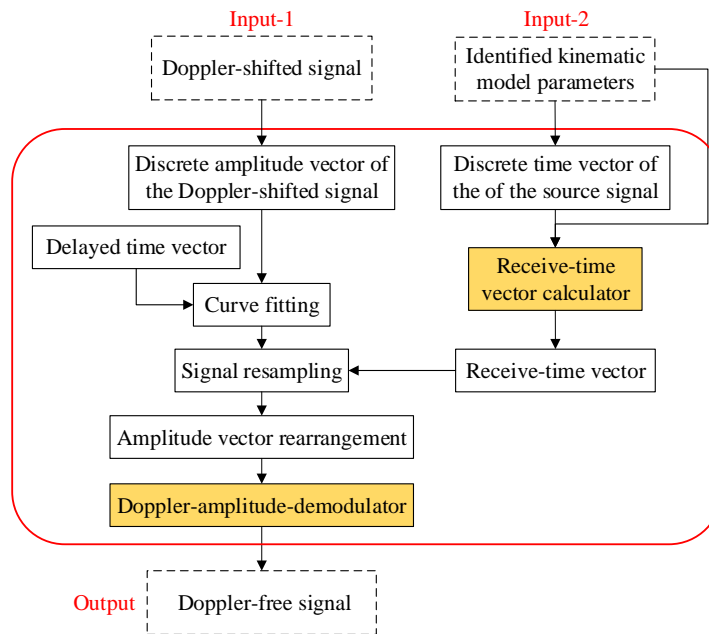 Input-1
Input-2
Doppler-shifted signal
Identified kinematic
model parameters
Discrete amplitude vector of
the Doppler-shifted signal
Discrete time vector of
the of the source signal
Delayed time vector
Receive-time
vector calculator
Curve fitting
Signal resampling
Receive-time vector
Amplitude vector rearrangement
Doppler-amplitude-demodulator
Output
Doppler-free signal